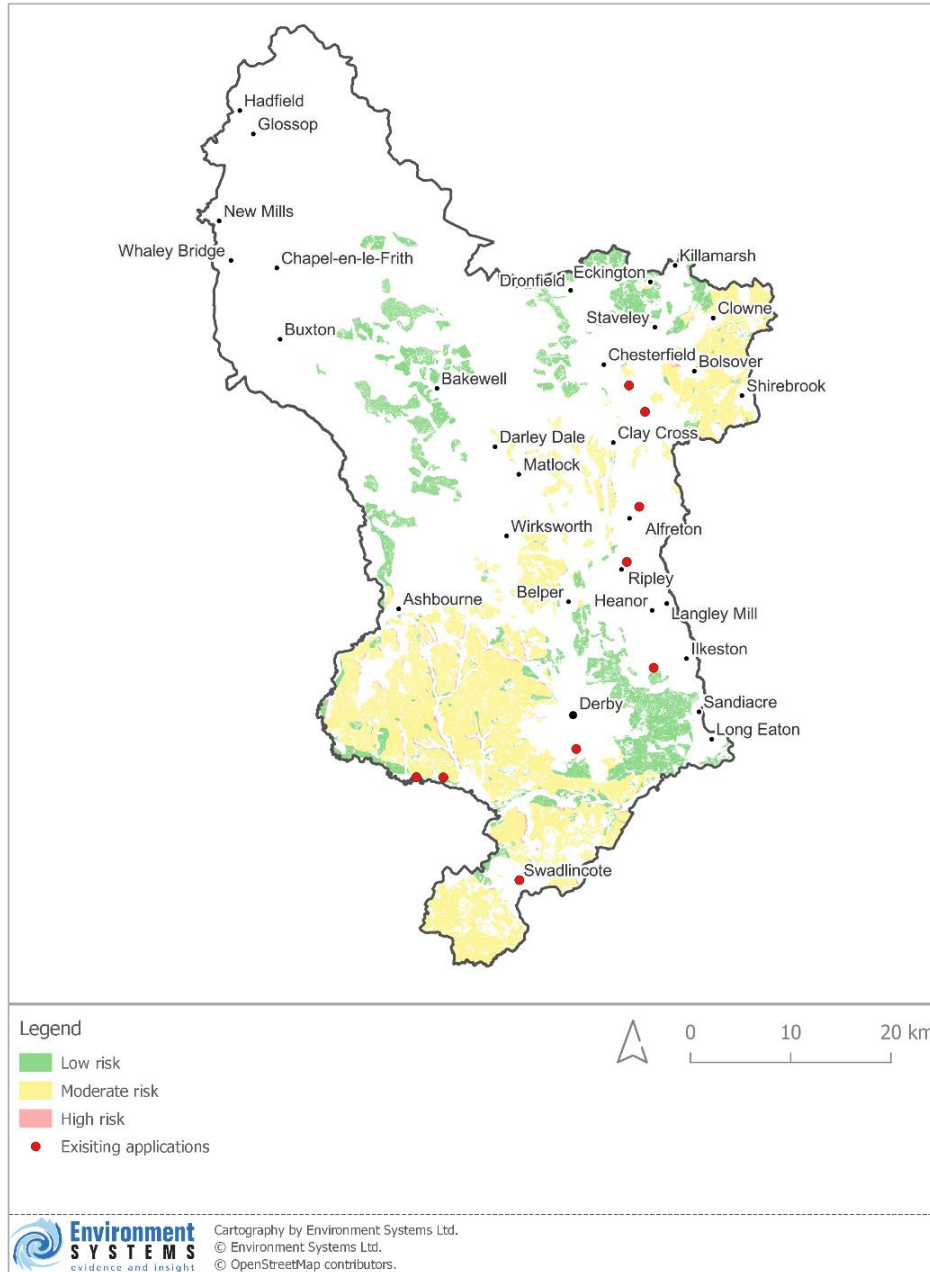 Hadfield
Glossop
New Mills
Whaley Bridge
Chapel-en-le-Frith
Killamarsh
Eckington
Dronfield
Clowne
Staveley
Buxton
Chesterfield
Bolsover
Bakewell
Shirebrook
Darley Dale
Clay Cross
Matlock
Wirksworth
Alfreton
Ripley
Belper
Heanor
Ashbourne
Langley Mill
Ilkeston
Derby
Sandiacre
Long Eaton
Swadlincote
Legend
Low risk
Moderate risk
High risk
Exisiting applications
0 10 20 km
Environment
SYSTEMS
evidence and insight
Cartography by Environment Systems Ltd.
© Environment Systems Ltd.
© OpenStreetMap contributors.